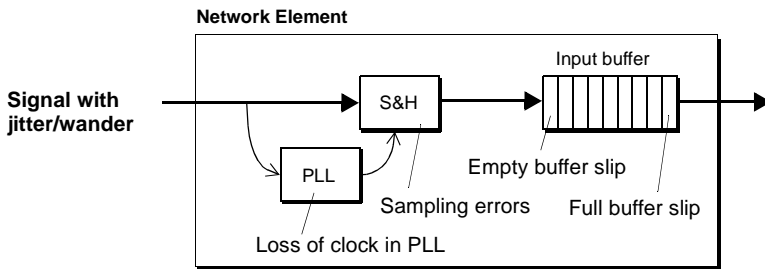 Network Element
Input buffer
Signal with
jitter/wander
S&H
PLL
Empty buffer slip
Sampling errors
Full buffer slip
Loss of clock in PLL